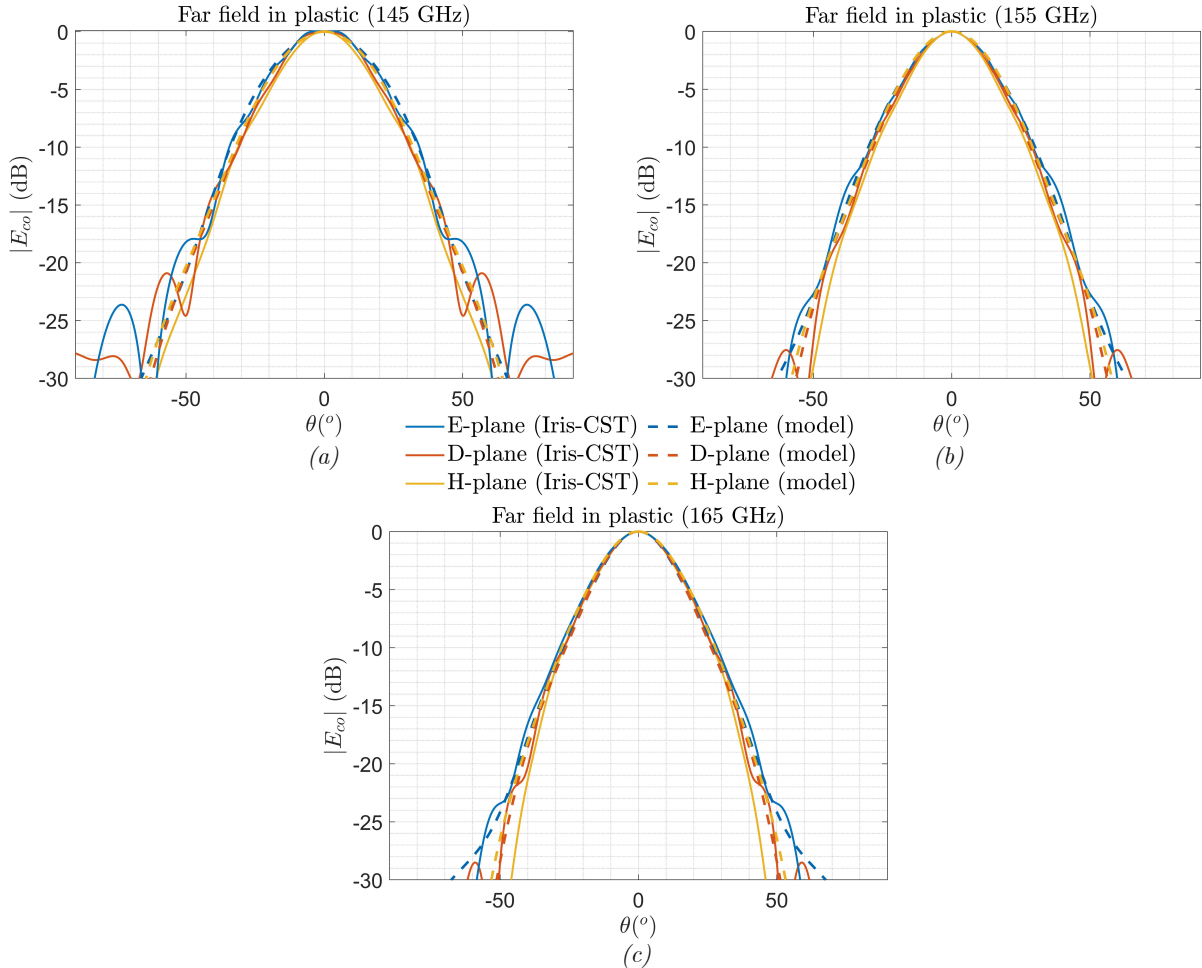 Far field in plastic (145 GHz)
0
-5
-10
-15
-20
-25
-30
|E_co| (dB)
-50
0
50
θ(°)
(a)
Far field in plastic (155 GHz)
0
-5
-10
-15
-20
-25
-30
|E_co| (dB)
-50
0
50
θ(°)
(b)
E-plane (Iris-CST) E-plane (model)
D-plane (Iris-CST) D-plane (model)
H-plane (Iris-CST) H-plane (model)
Far field in plastic (165 GHz)
0
-5
-10
-15
-20
-25
-30
|E_co| (dB)
-50
0
50
θ(°)
(c)